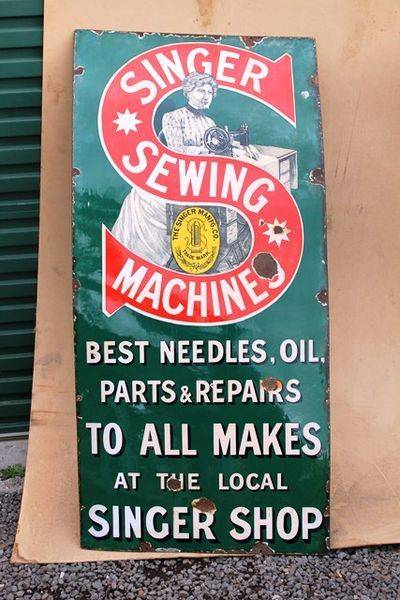 SINGER
SEWING
MACHINES
THE SINGER MANFG. CO.
TRADE MARK
BEST NEEDLES, OIL,
PARTS & REPAIRS
TO ALL MAKES
AT THE LOCAL
SINGER SHOP